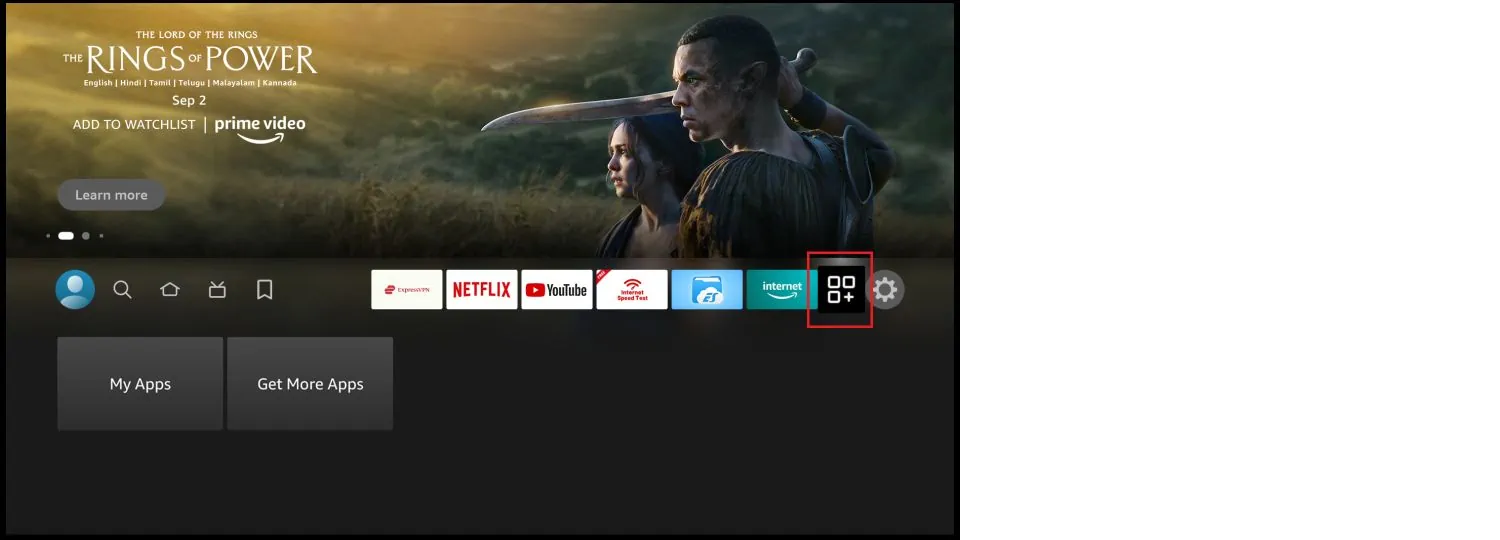 THE LORD OF THE RINGS
THE RINGS OF POWER
English | Hindi | Tamil | Telugu | Malayalam | Kannada
Sep 2
ADD TO WATCHLIST | prime video
Learn more
ExpressVPN
NETFLIX
YouTube
FREE
Internet
Speed Test
ES
internet
My Apps
Get More Apps